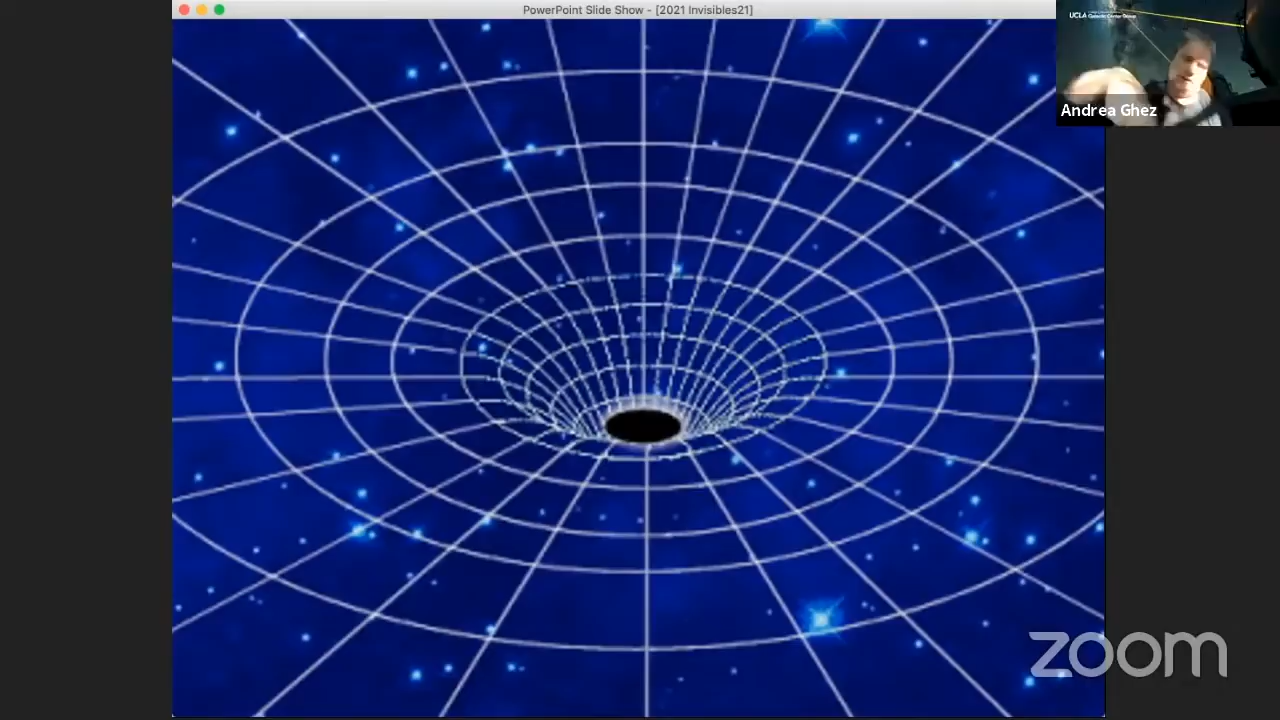 PowerPoint Slide Show - [2021 Invisibles21]
UCLA
Galactic Center Group
Andrea Ghez
zoom